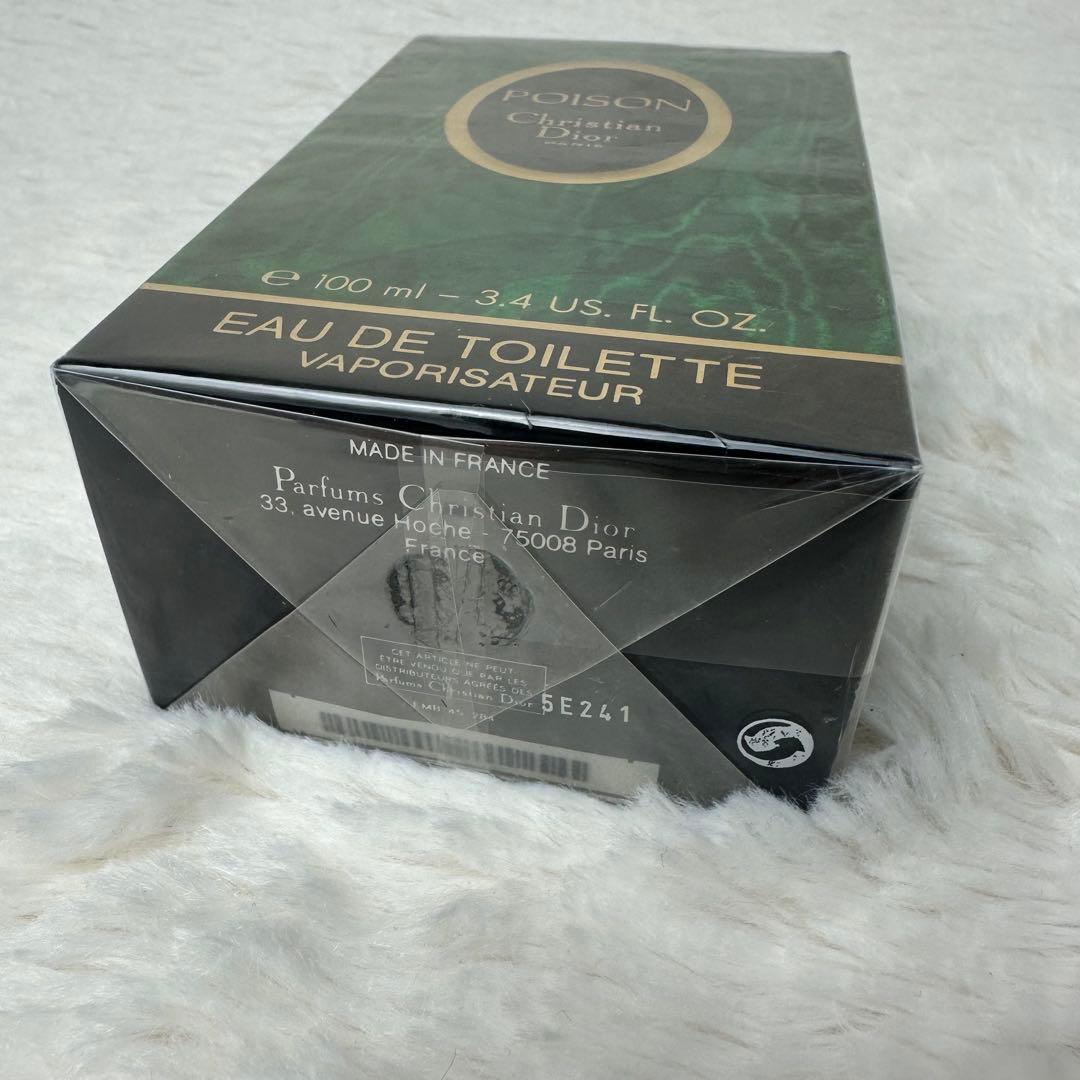 POISON
Christian
Dior
PARIS
e 100 ml – 3.4 US. FL. OZ.
EAU DE TOILETTE
VAPORISATEUR
MADE IN FRANCE
Parfums Christian Dior
33, avenue Hoche - 75008 Paris
France
CET ARTICLE NE PEUT
ÊTRE VENDU QUE PAR LES
DISTRIBUTEURS AGRÉÉS DES
Parfums Christian Dior
5E241